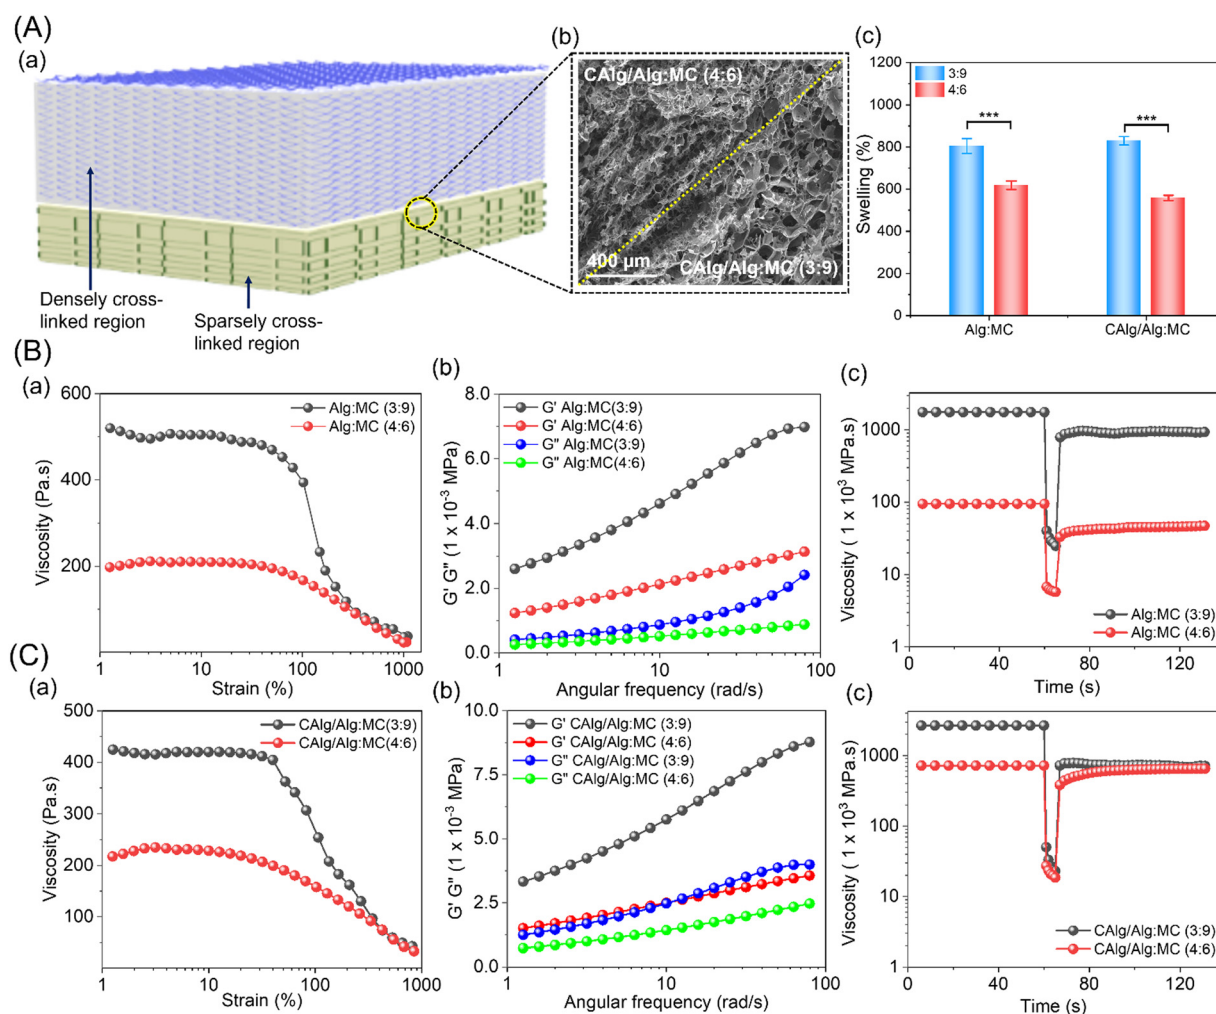 (A)
(a)
Densely cross-
linked region
Sparsely cross-
linked region
(b)
CAlg/Alg:MC (4:6)
400 µm
CAlg/Alg:MC (3:9)
(c)
3:9
4:6
***
***
1200
1000
800
600
400
200
0
Swelling (%)
Alg:MC
CAlg/Alg:MC
(B)
(a)
600
400
200
Viscosity (Pa.s)
Alg:MC (3:9)
Alg:MC (4:6)
1
10
100
1000
Strain (%)
(b)
8.0
6.0
4.0
2.0
0.0
G' G" (1 x 10⁻³ MPa)
G' Alg:MC(3:9)
G' Alg:MC(4:6)
G" Alg:MC(3:9)
G" Alg:MC(4:6)
1
10
100
Angular frequency (rad/s)
(c)
1000
100
10
1
Viscosity ( 1 x 10³ MPa.s)
Alg:MC (3:9)
Alg:MC (4:6)
0
40
80
120
Time (s)
(C)
(a)
500
400
300
200
100
Viscosity (Pa.s)
CAlg/Alg:MC(3:9)
CAlg/Alg:MC(4:6)
1
10
100
1000
Strain (%)
(b)
10.0
7.5
5.0
2.5
0.0
G' G" (1 x 10⁻³ MPa)
G' CAlg/Alg:MC (3:9)
G' CAlg/Alg:MC (4:6)
G" CAlg/Alg:MC (3:9)
G" CAlg/Alg:MC (4:6)
1
10
100
Angular frequency (rad/s)
(c)
1000
100
10
1
Viscosity ( 1 x 10³ MPa.s)
CAlg/Alg:MC (3:9)
CAlg/Alg:MC (4:6)
0
40
80
120
Time (s)